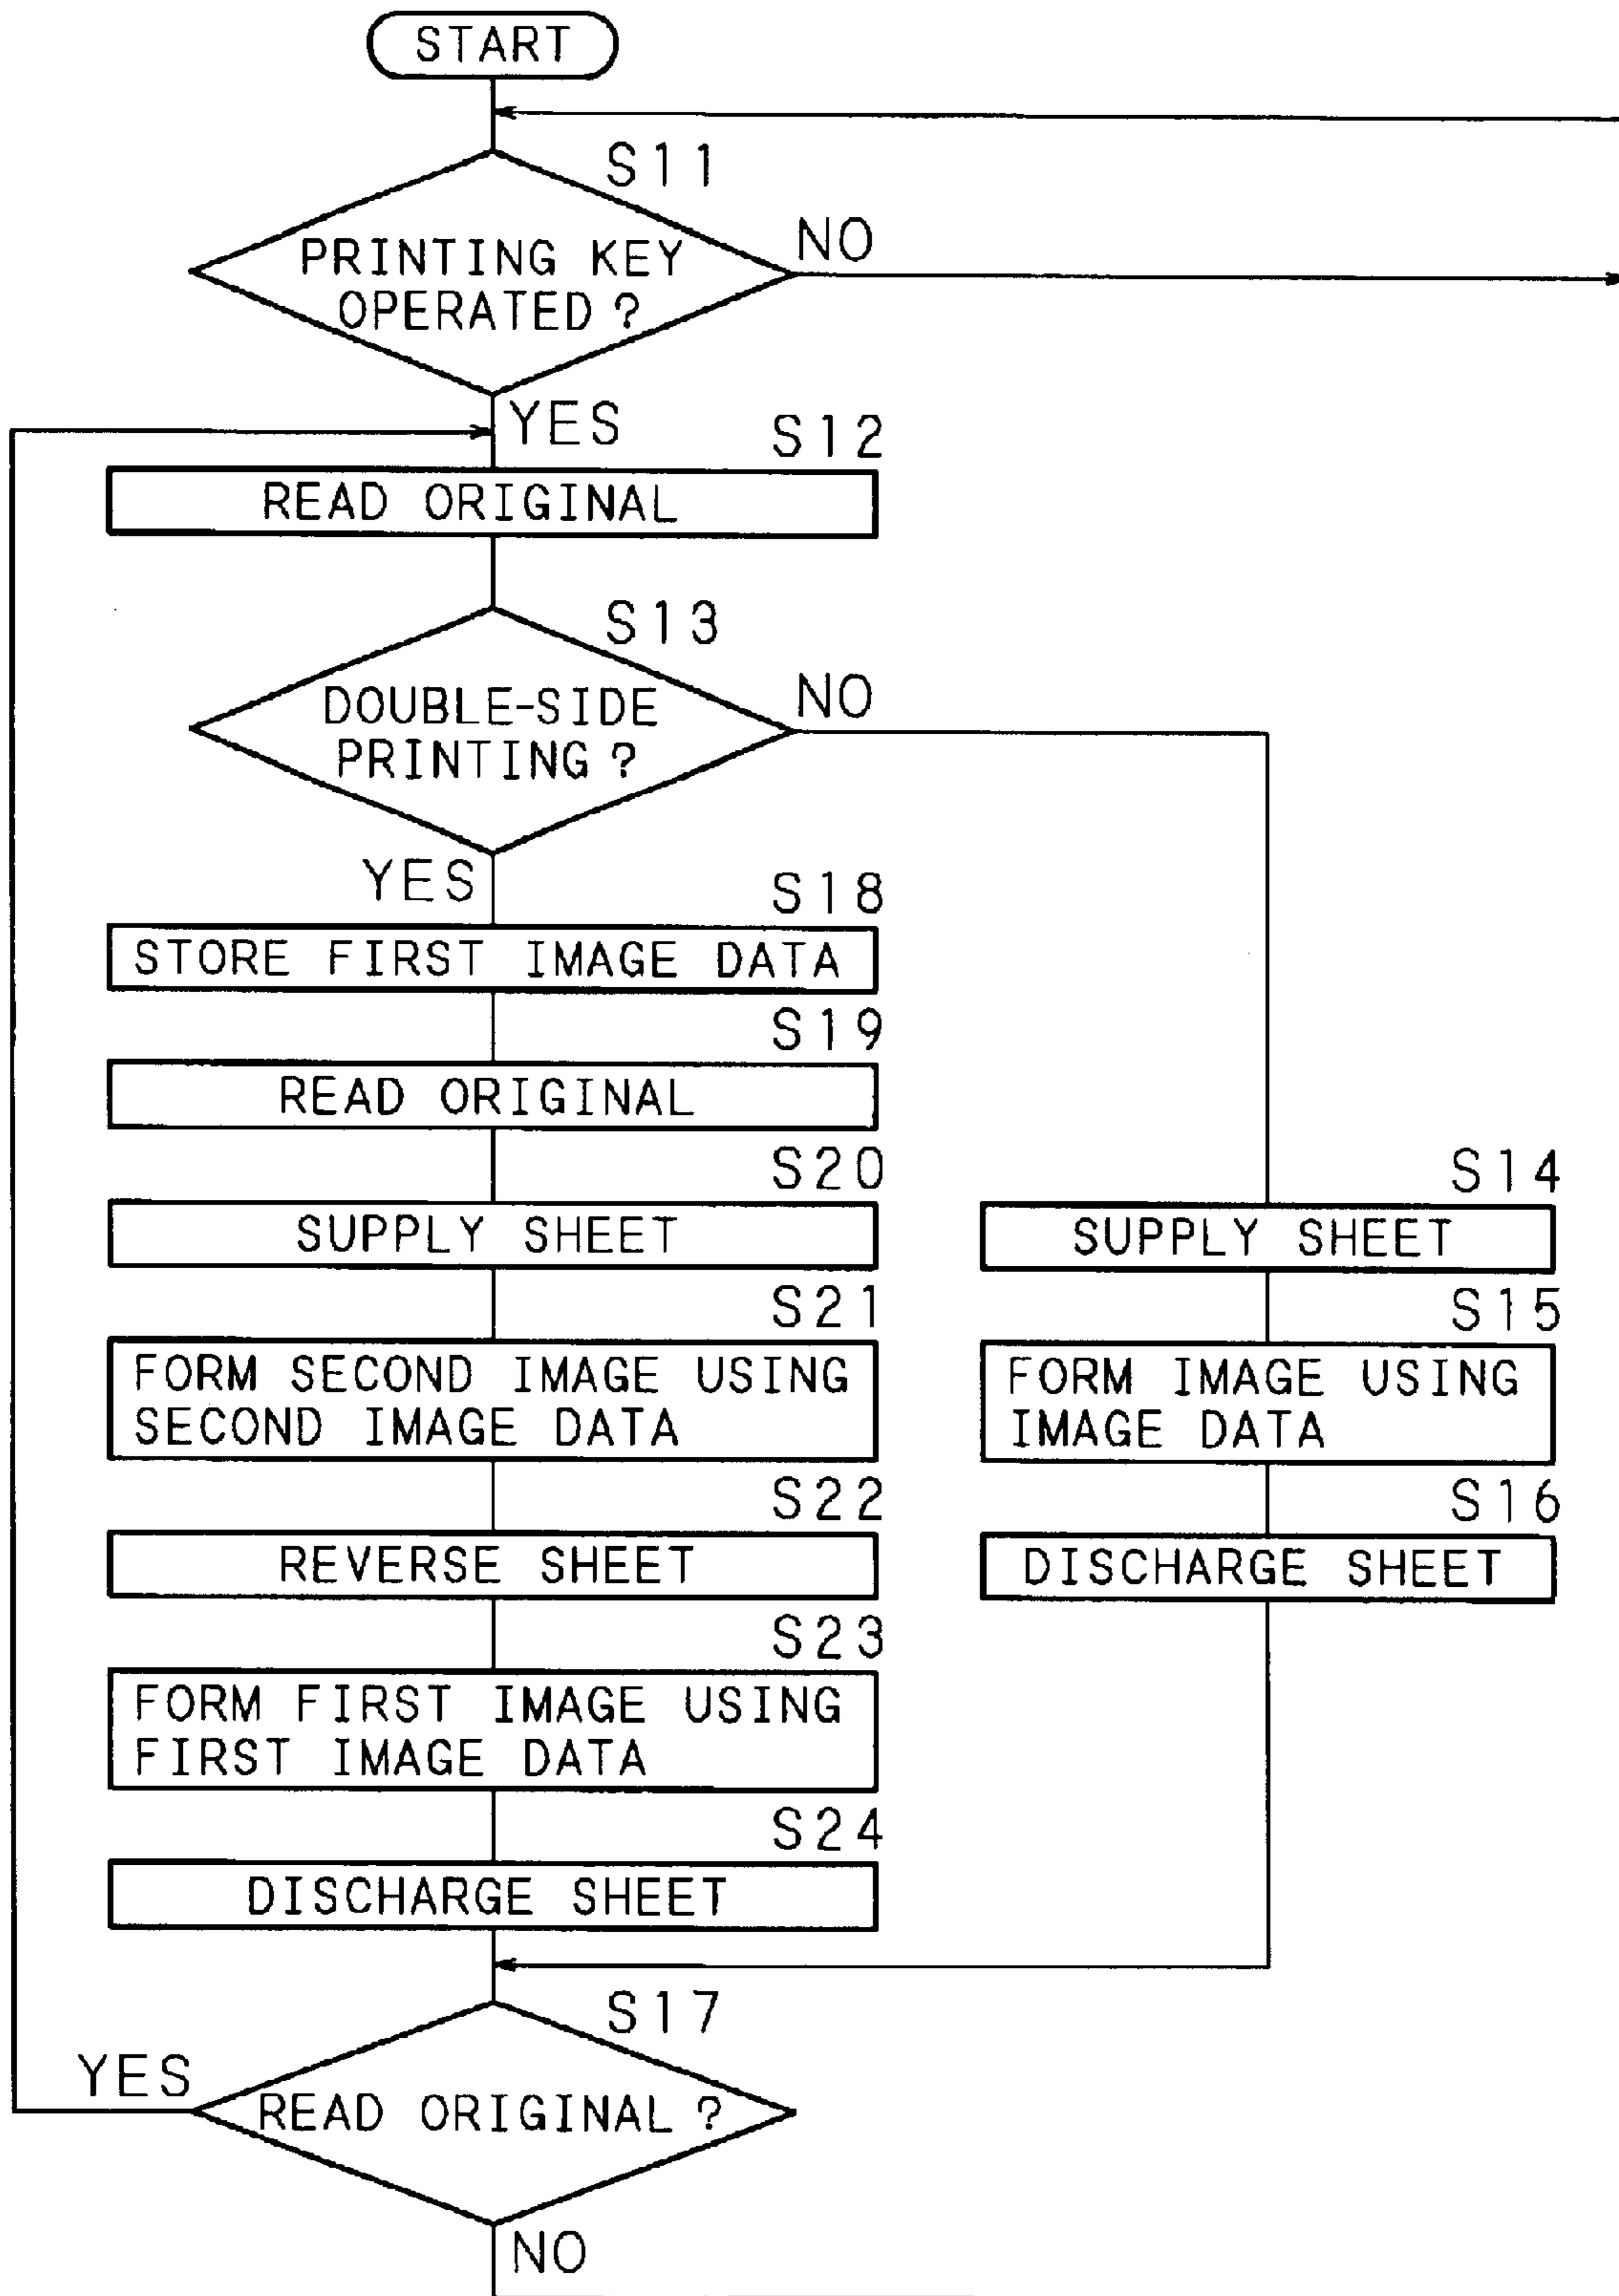 START
S11
PRINTING KEY
OPERATED?
NO
YES
S12
READ ORIGINAL
S13
DOUBLE-SIDE
PRINTING?
NO
YES
S18
STORE FIRST IMAGE DATA
S19
READ ORIGINAL
S20
SUPPLY SHEET
S21
FORM SECOND IMAGE USING
SECOND IMAGE DATA
S22
REVERSE SHEET
S23
FORM FIRST IMAGE USING
FIRST IMAGE DATA
S24
DISCHARGE SHEET
S14
SUPPLY SHEET
S15
FORM IMAGE USING
IMAGE DATA
S16
DISCHARGE SHEET
S17
READ ORIGINAL?
YES
NO